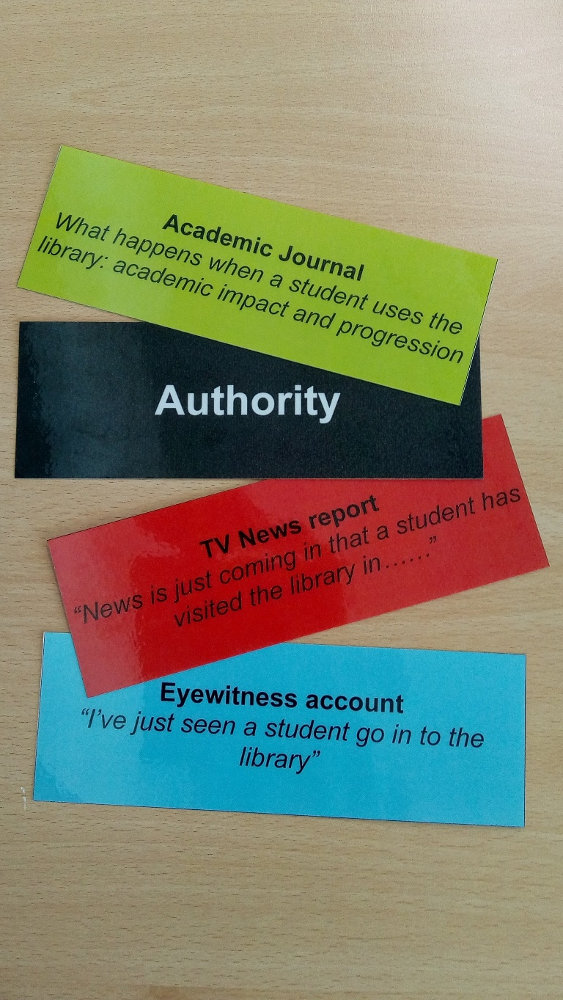 Academic Journal
What happens when a student uses the
library: academic impact and progression
Authority
TV News report
“News is just coming in that a student has
visited the library in……”
Eyewitness account
“I’ve just seen a student go in to the
library”